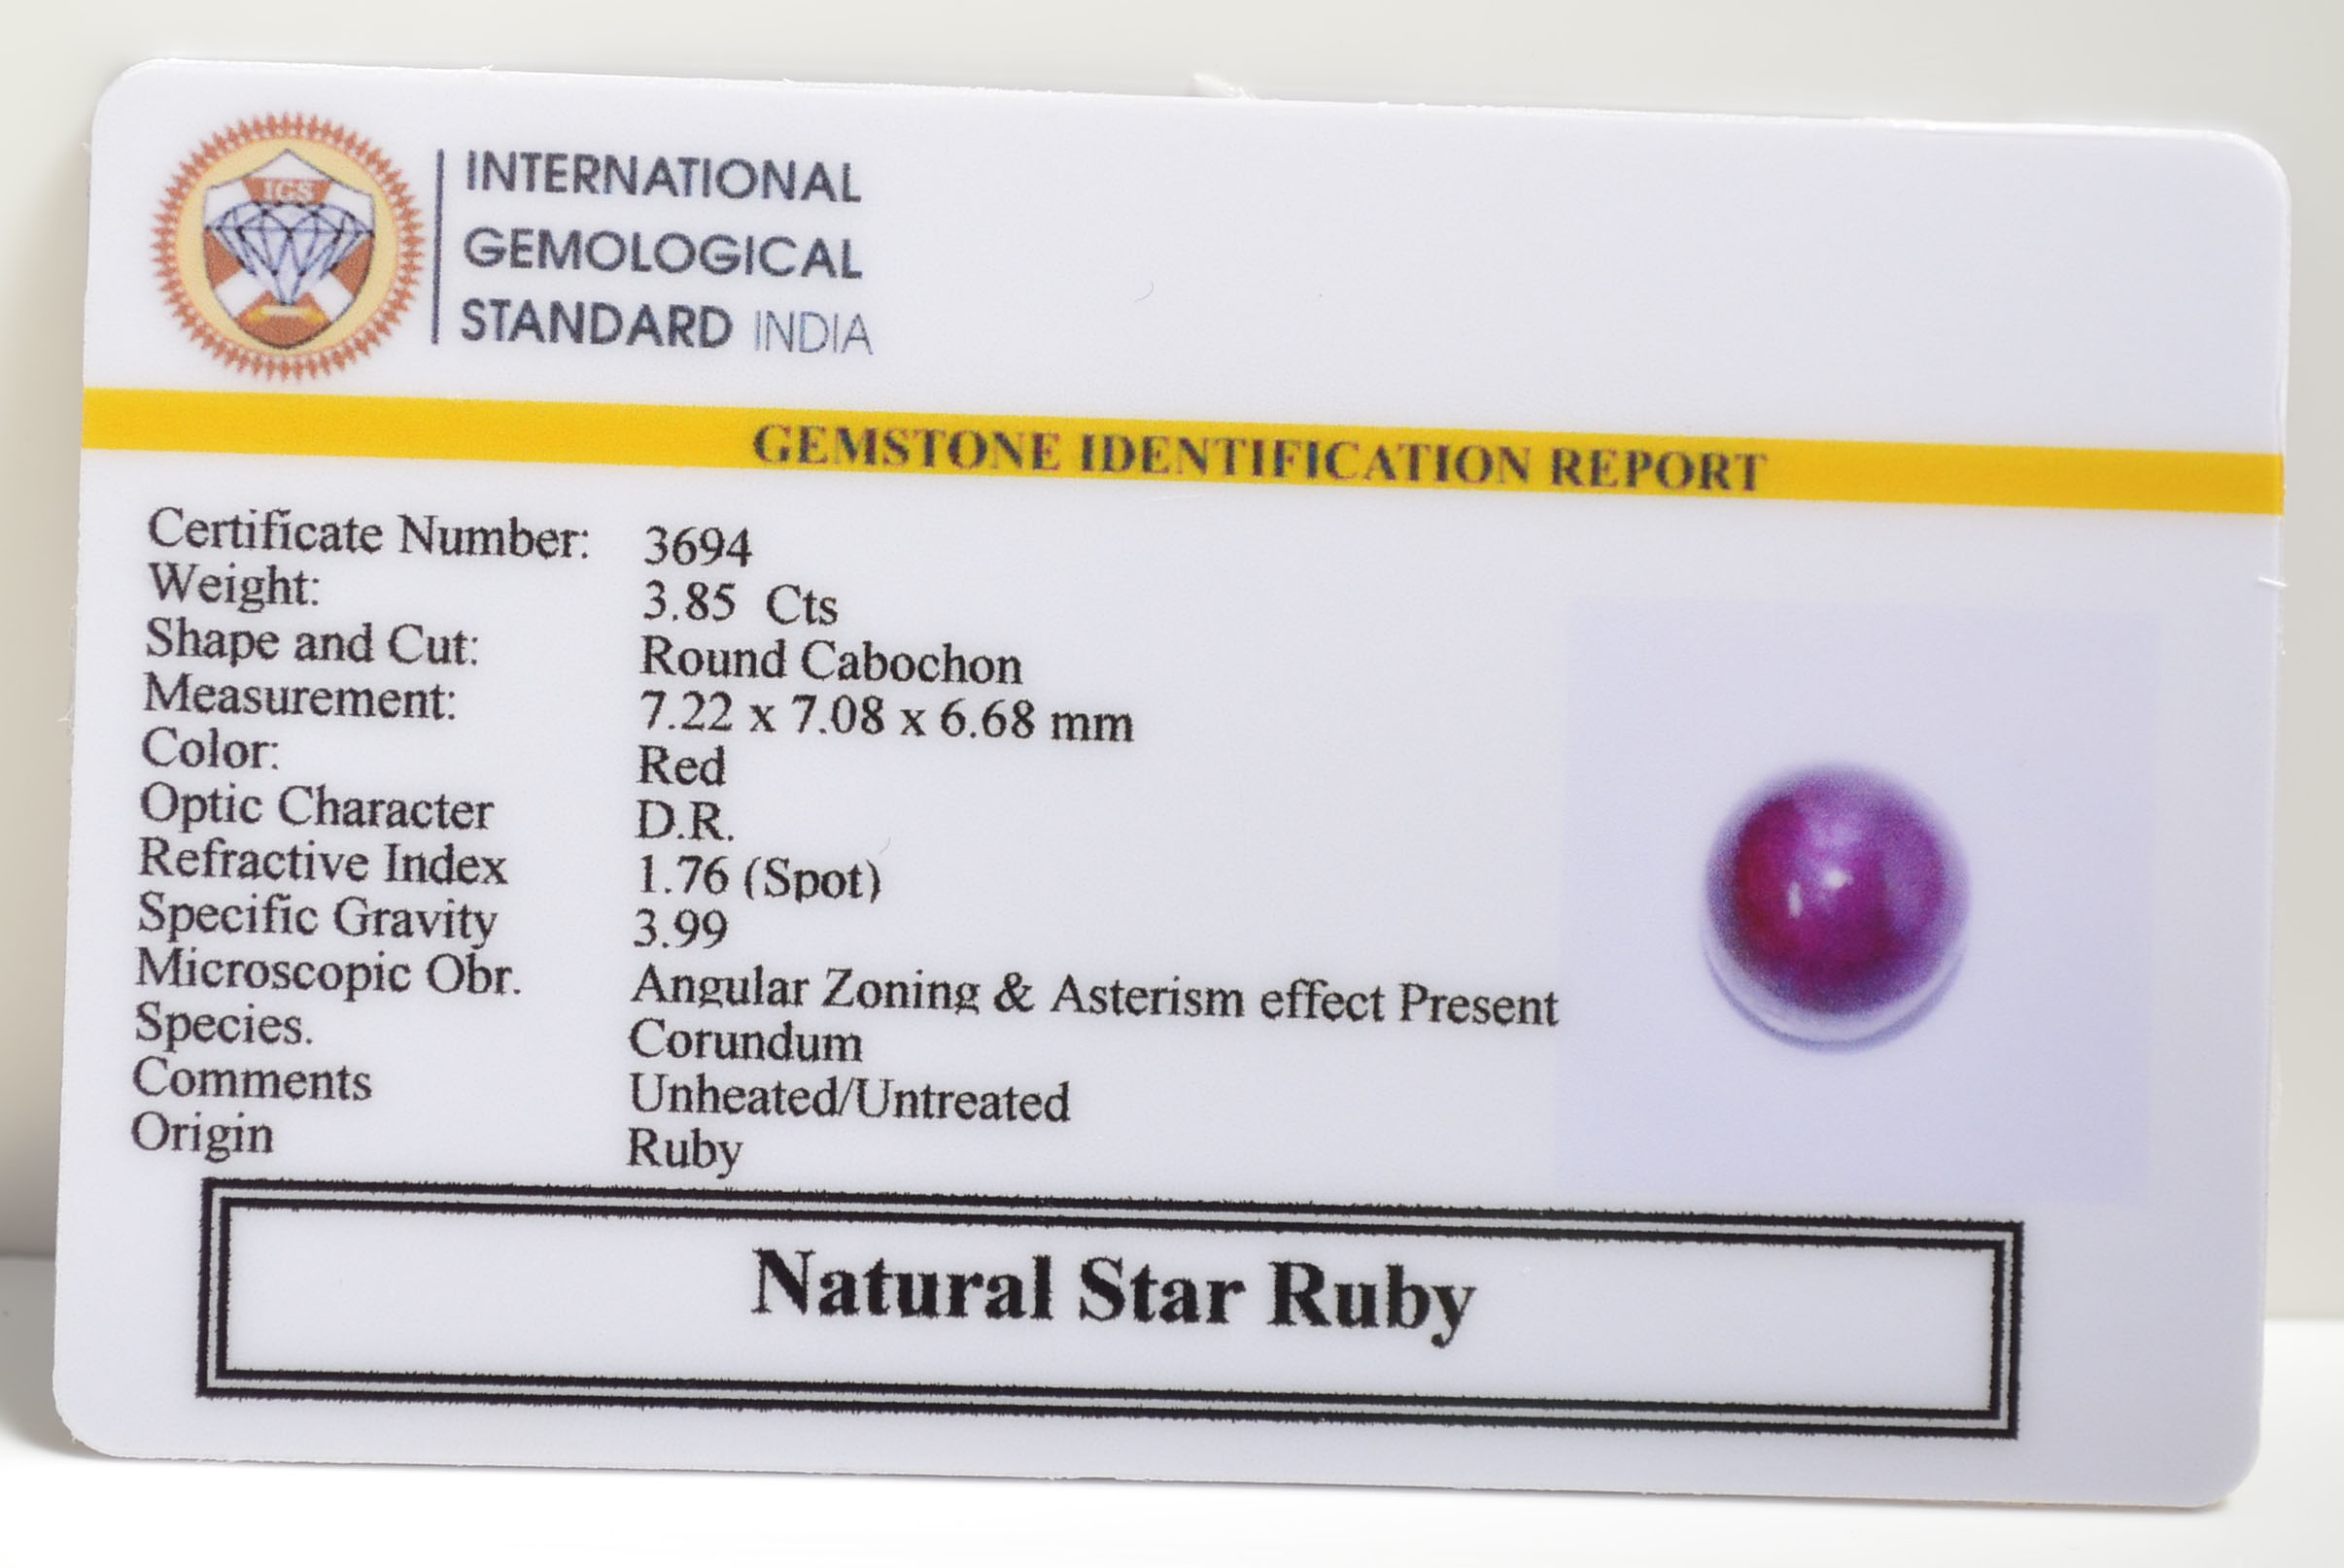 IGS
INTERNATIONAL
GEMOLOGICAL
STANDARD INDIA
GEMSTONE IDENTIFICATION REPORT
Certificate Number: 3694
Weight: 3.85 Cts
Shape and Cut: Round Cabochon
Measurement: 7.22 x 7.08 x 6.68 mm
Color: Red
Optic Character D.R.
Refractive Index 1.76 (Spot)
Specific Gravity 3.99
Microscopic Obr. Angular Zoning & Asterism effect Present
Species. Corundum
Comments Unheated/Untreated
Origin Ruby
Natural Star Ruby